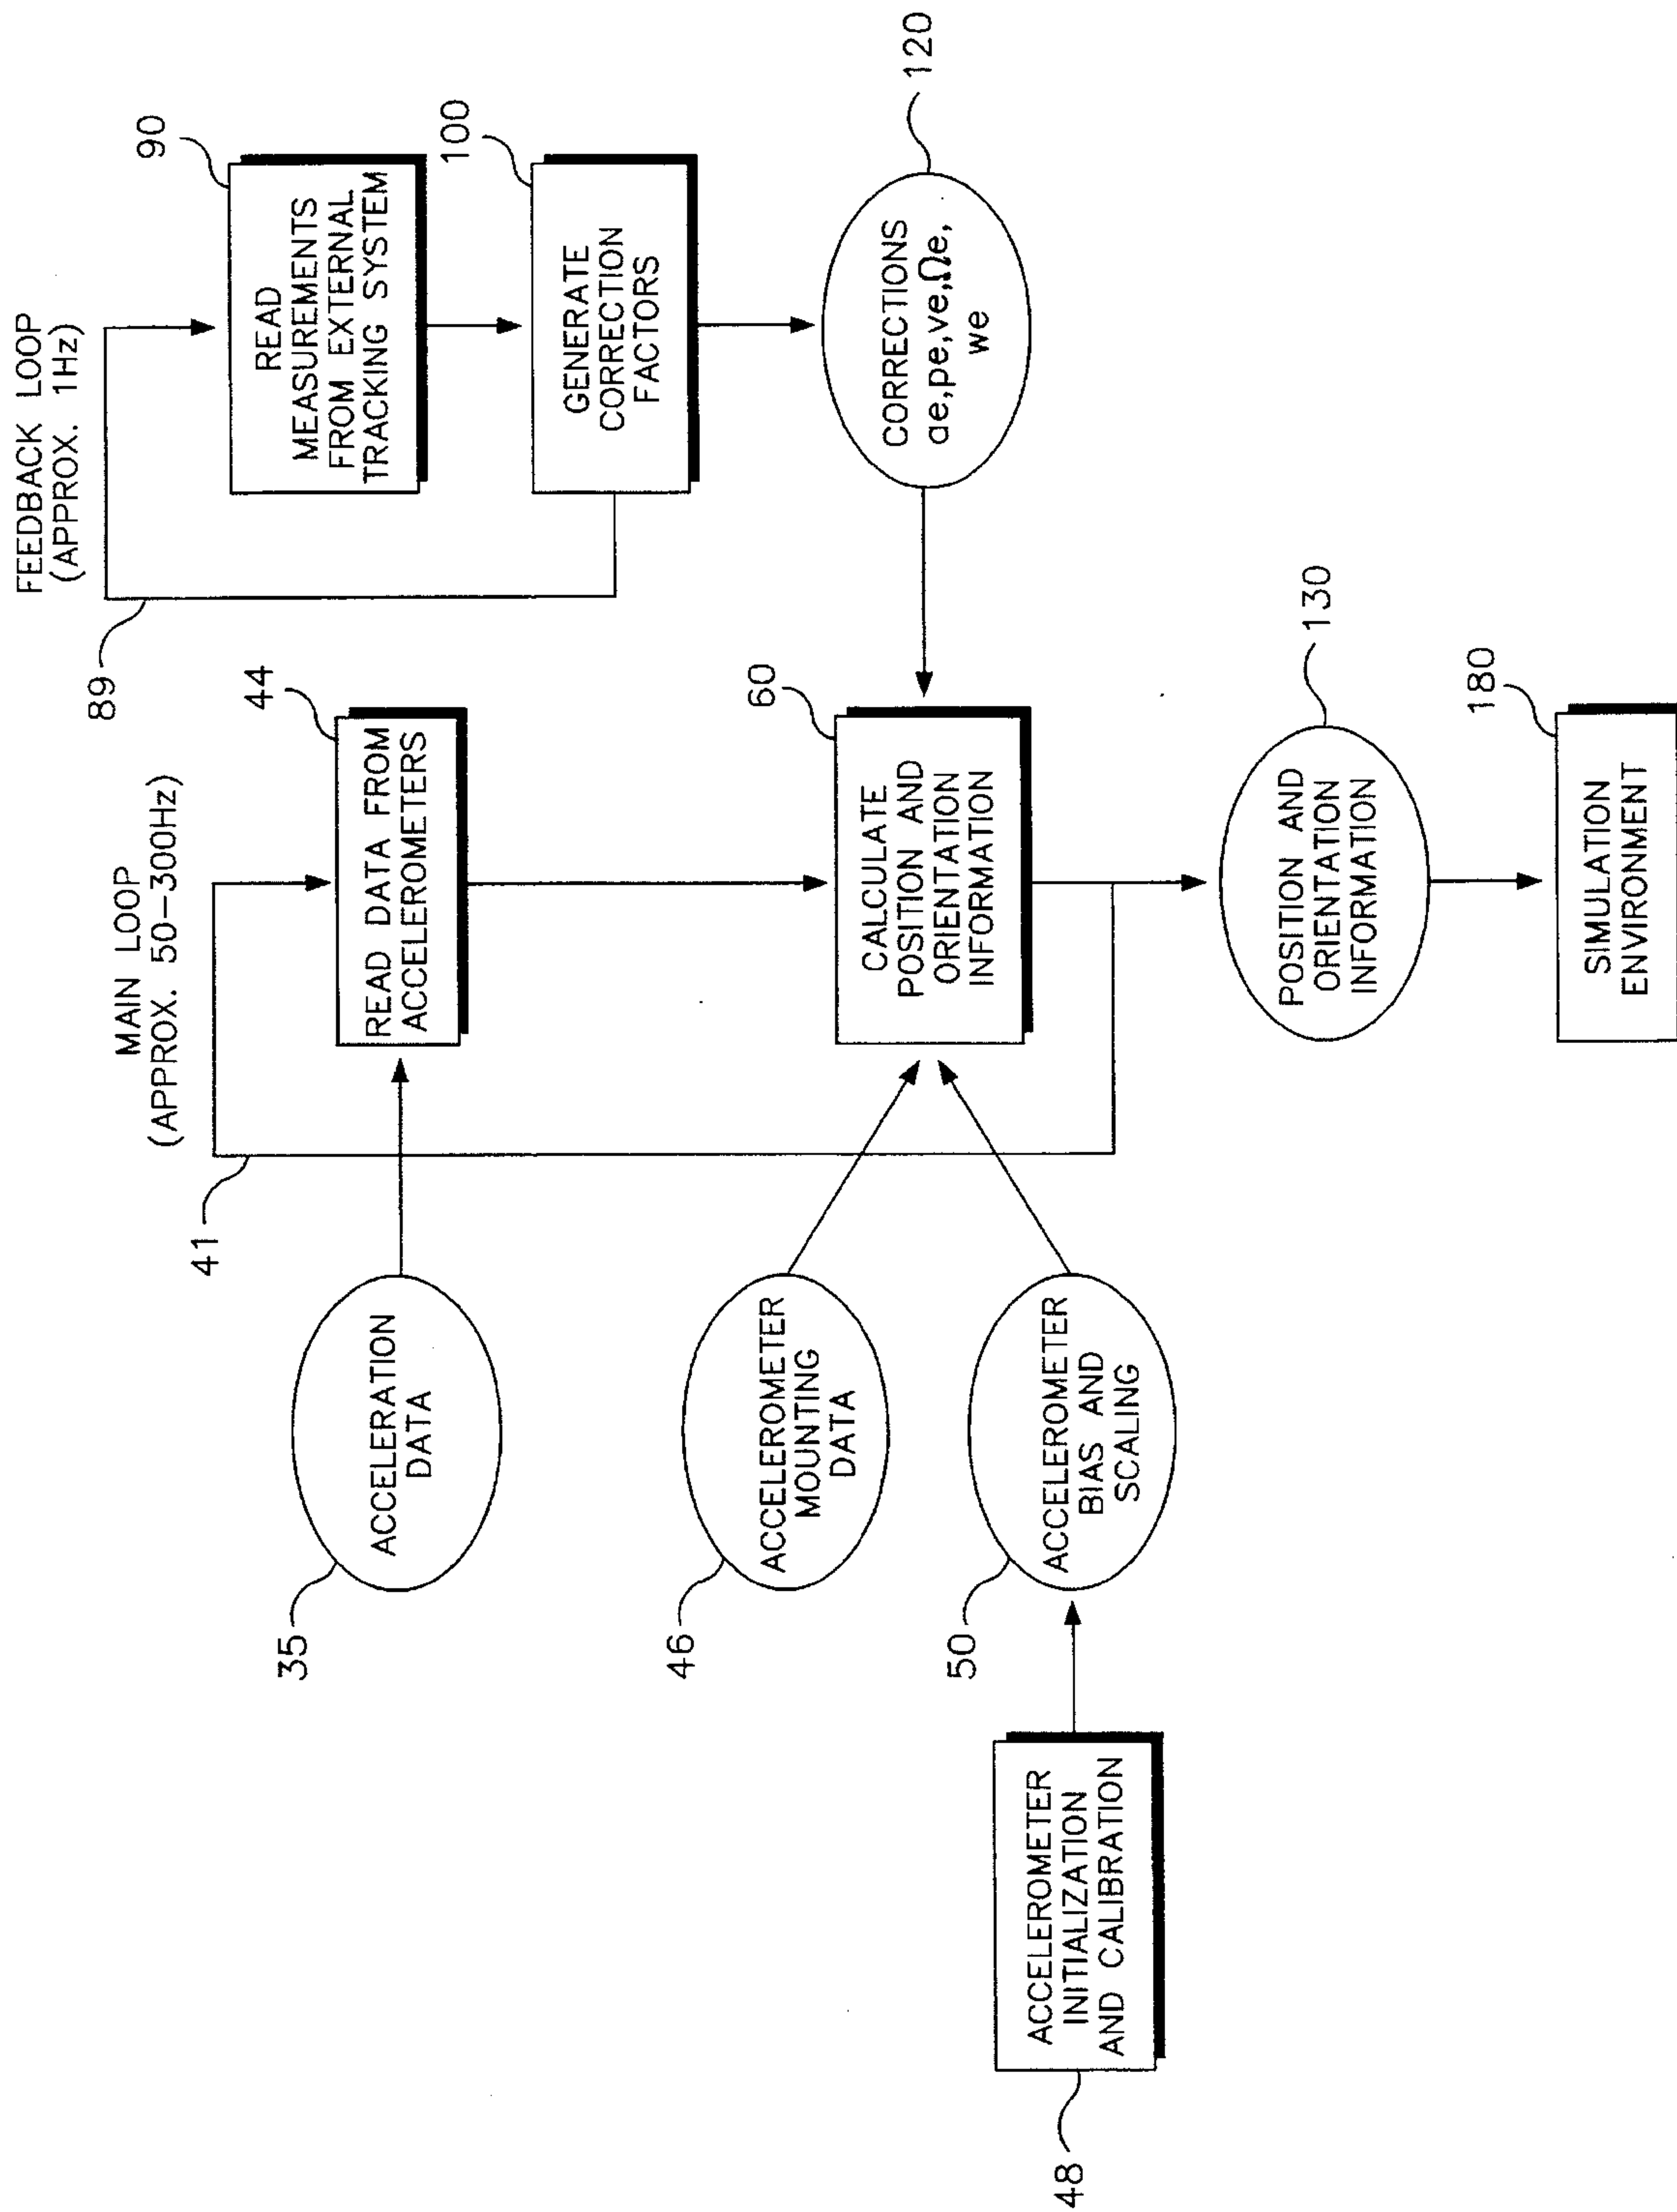 FEEDBACK LOOP
(APPROX. 1Hz)
89
90
READ
MEASUREMENTS
FROM EXTERNAL
TRACKING SYSTEM
100
GENERATE
CORRECTION
FACTORS
CORRECTIONS
ae,pe,ve,Ωe,
we
120
MAIN LOOP
(APPROX. 50-300Hz)
41
44
READ DATA FROM
ACCELEROMETERS
60
CALCULATE
POSITION AND
ORIENTATION
INFORMATION
POSITION AND
ORIENTATION
INFORMATION
130
180
SIMULATION
ENVIRONMENT
35
ACCELERATION
DATA
46
ACCELEROMETER
MOUNTING
DATA
50
ACCELEROMETER
BIAS AND
SCALING
48
ACCELEROMETER
INITIALIZATION
AND CALIBRATION